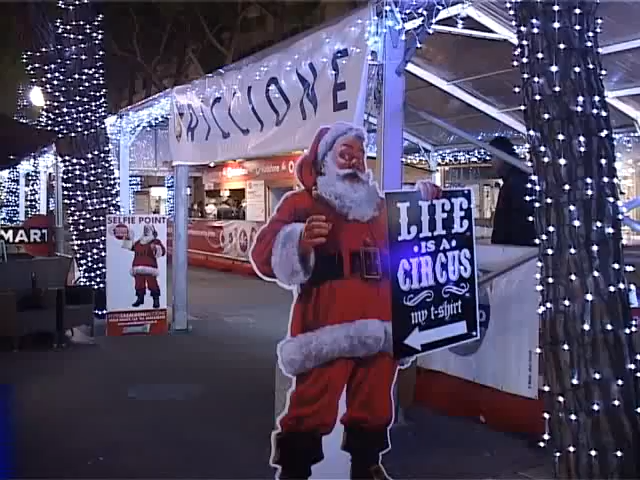 RICCIONE
SELFIE POINT
MART
LIFE
IS A
CIRCUS
my t-shirt